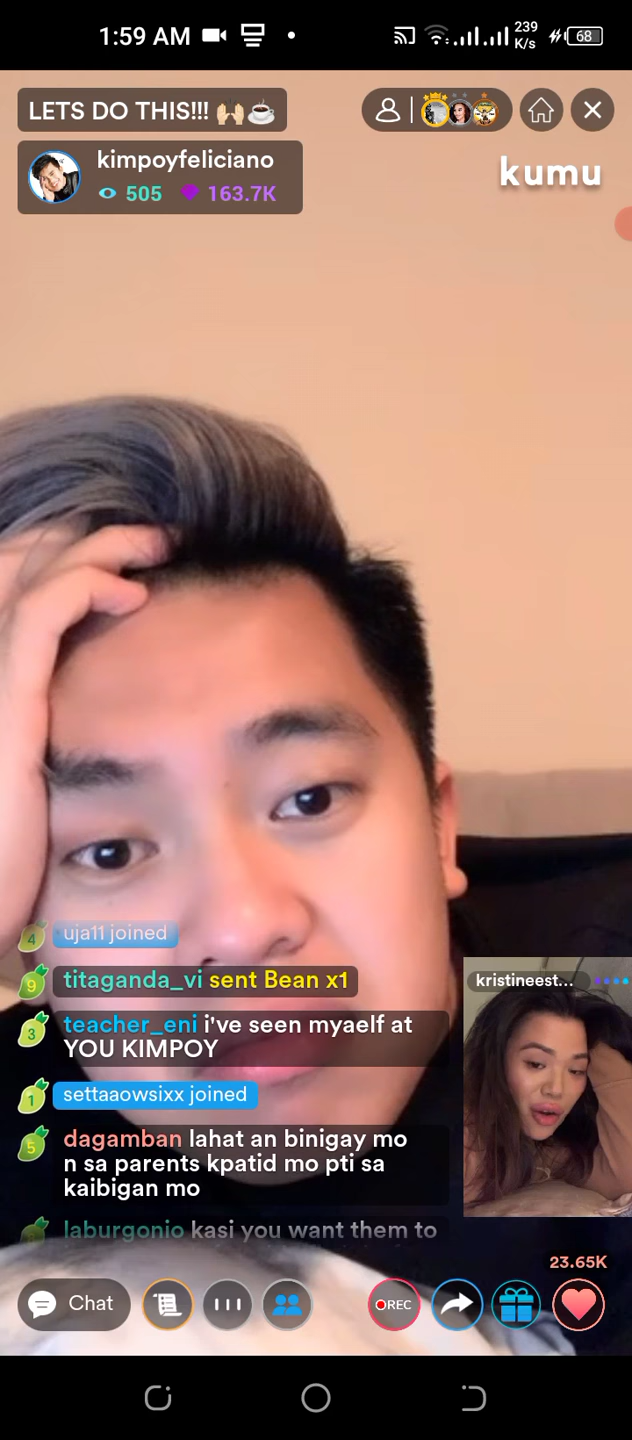 1:59 AM
239
K/s
68
LETS DO THIS!!! 🙌🏻☕
kimpoyfeliciano
505 163.7K
kumu
4 uja11 joined
9 titaganda_vi sent Bean x1
3 teacher_eni i've seen myaelf at
YOU KIMPOY
1 settaaowsixx joined
5 dagamban lahat an binigay mo
n sa parents kpatid mo pti sa
kaibigan mo
laburgonio kasi you want them to
kristineest...
23.65K
Chat
REC